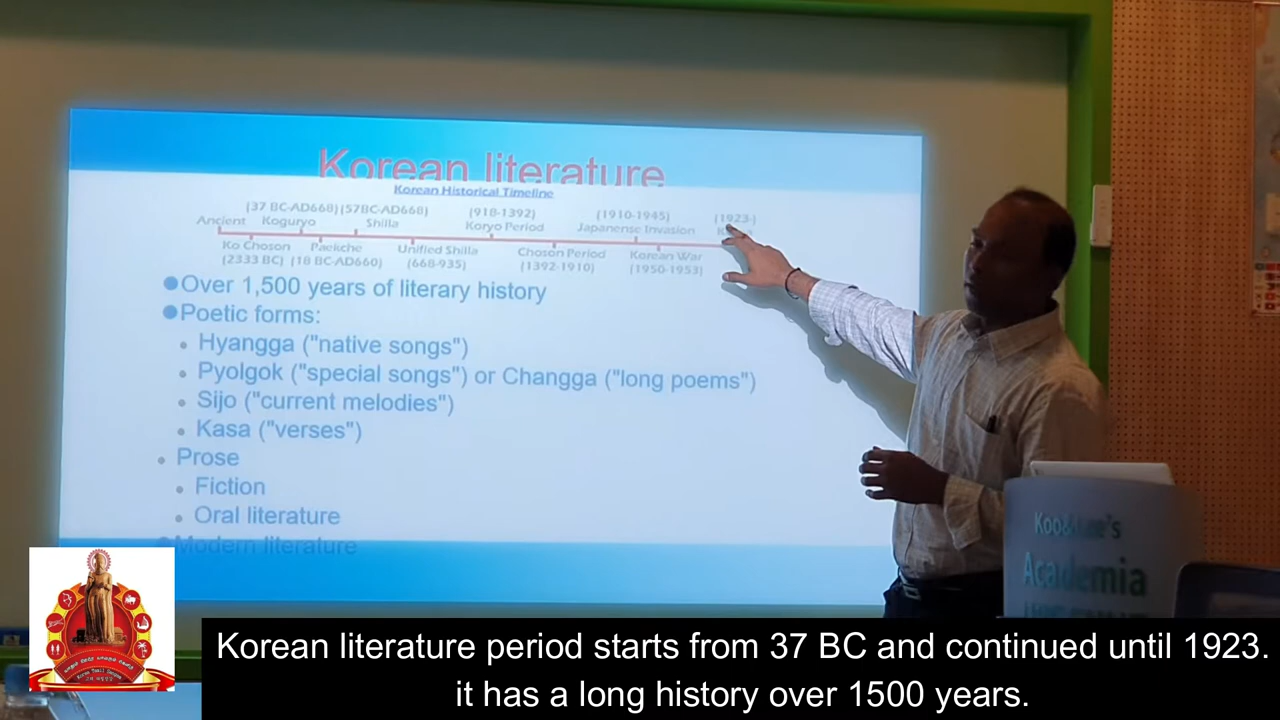 Korean literature
Korean Historical Timeline
(37 BC-AD668) (57BC-AD668) (918-1392) (1910-1945) (1923-)
Ancient Koguryo Shilla Koryo Period Japanense Invasion
Ko Choson Paekche Unified Shilla Choson Period Korean War
(2333 BC) (18 BC-AD660) (668-935) (1392-1910) (1950-1953)
●Over 1,500 years of literary history
●Poetic forms:
• Hyangga ("native songs")
• Pyolgok ("special songs") or Changga ("long poems")
• Sijo ("current melodies")
• Kasa ("verses")
• Prose
• Fiction
• Oral literature
●Modern literature
Academia
Korean literature period starts from 37 BC and continued until 1923.
it has a long history over 1500 years.